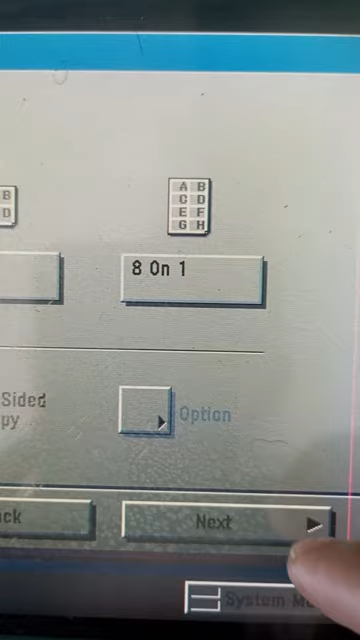 B
D
A B
C D
E F
G H
8 On 1
Sided
py
Option
ck
Next
System M